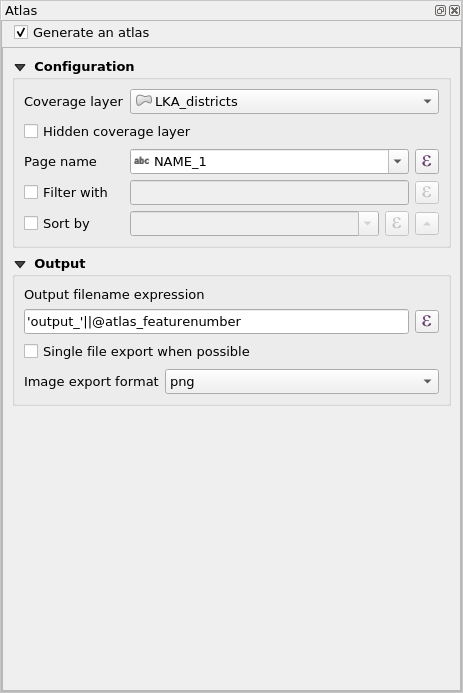 Atlas
Generate an atlas
Configuration
Coverage layer LKA_districts
Hidden coverage layer
Page name abc NAME_1 ε
Filter with ε
Sort by ε
Output
Output filename expression
'output_'||@atlas_featurenumber ε
Single file export when possible
Image export format png